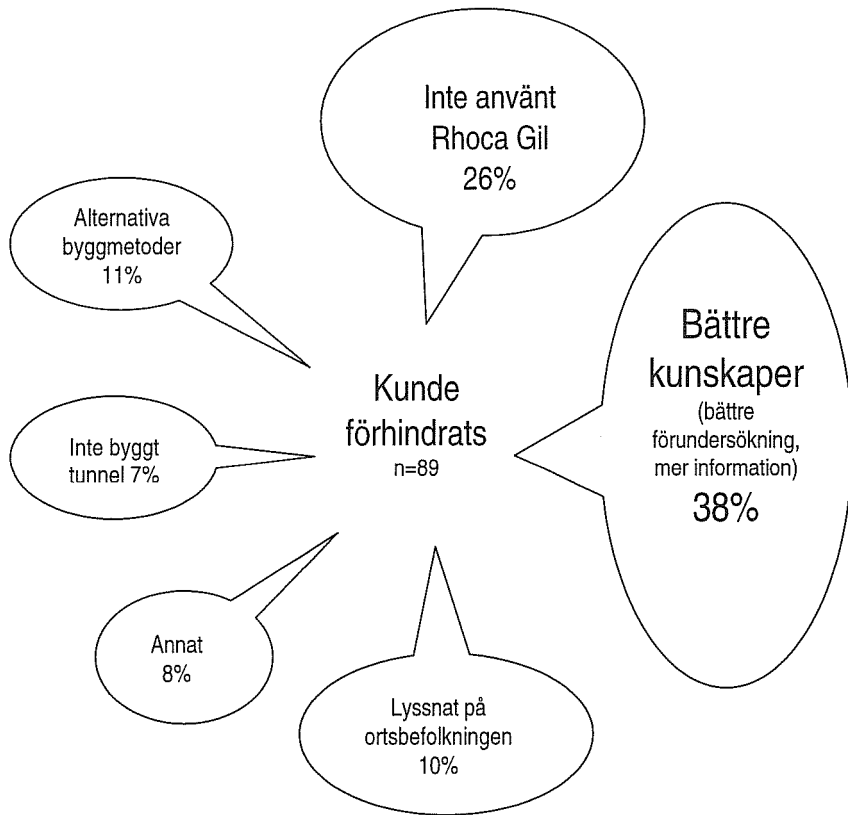 Inte använt
Rhoca Gil
26%
Alternativa
byggmetoder
11%
Bättre
kunskaper
(bättre
förundersökning,
mer information)
38%
Kunde
förhindrats
n=89
Inte byggt
tunnel 7%
Annat
8%
Lyssnat på
ortsbefolkningen
10%